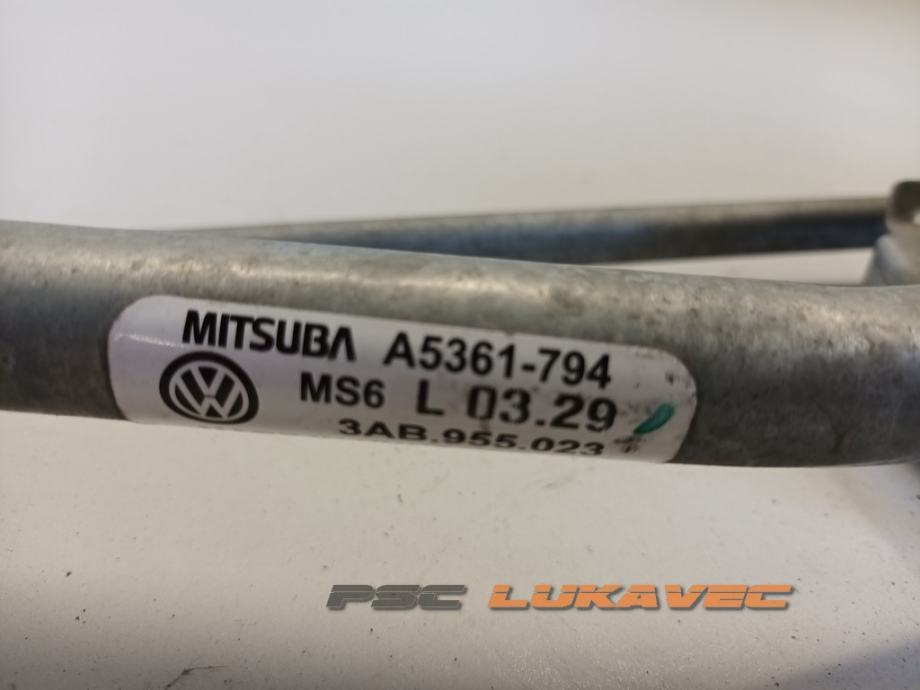 MITSUBA A5361-794
MS6 L 03.29
3AB.955.023
PSC LUKAVEC